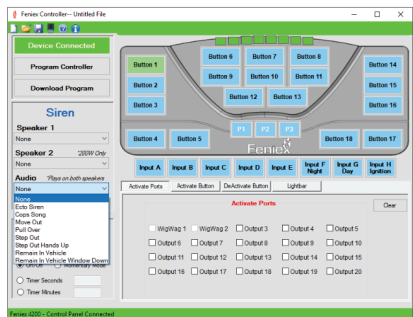 Feniex Controller-- Untitled File
Device Connected
Program Controller
Download Program
Siren
Speaker 1
None
Speaker 2 *200W Only
None
Audio *Plays on both speakers
None
None
Ecto Siren
Cops Song
Move Out
Pull Over
Step Out
Step Out Hands Up
Remain In Vehicle
Remain In Vehicle Window Down
On/Off Momentary Mode
Timer Seconds
Timer Minutes
Button 1
Button 2
Button 3
Button 4
Button 5
Button 6
Button 7
Button 8
Button 9
Button 10
Button 11
Button 12
Button 13
Button 14
Button 15
Button 16
P1 P2 P3
Feniex
Button 18
Button 17
Input A
Input B
Input C
Input D
Input E
Input F Night
Input G Day
Input H Ignition
Activate Ports
Activate Button
DeActivate Button
Lightbar
Activate Ports
Clear
WigWag 1 WigWag 2 Output 3 Output 4 Output 5
Output 6 Output 7 Output 8 Output 9 Output 10
Output 11 Output 12 Output 13 Output 14 Output 15
Output 16 Output 17 Output 18 Output 19 Output 20
Feniex 4200 - Control Panel Connected